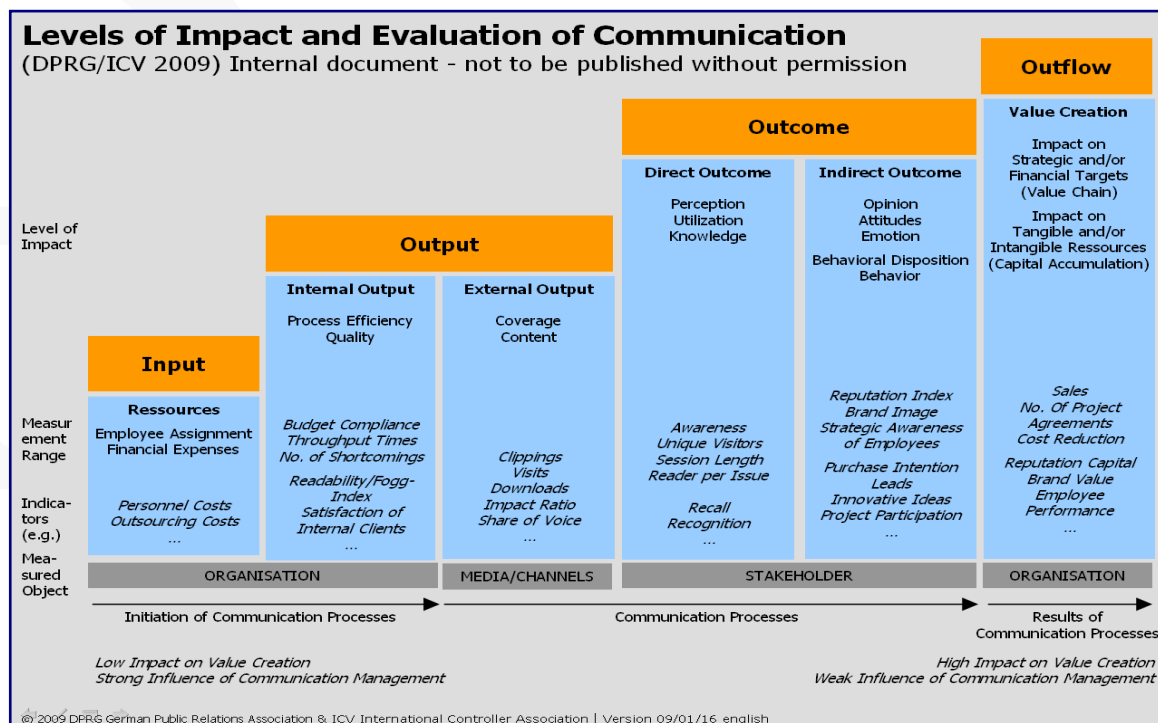 Levels of Impact and Evaluation of Communication
(DPRG/ICV 2009) Internal document - not to be published without permission
Outflow
Value Creation
Impact on
Strategic and/or
Financial Targets
(Value Chain)
Impact on
Tangible and/or
Intangible Ressources
(Capital Accumulation)
Outcome
Direct Outcome
Perception
Utilization
Knowledge
Indirect Outcome
Opinion
Attitudes
Emotion
Behavioral Disposition
Behavior
Level of
Impact
Output
Internal Output
Process Efficiency
Quality
External Output
Coverage
Content
Input
Ressources
Employee Assignment
Financial Expenses
Measur
ement
Range
Budget Compliance
Throughput Times
No. of Shortcomings
Readability/Fogg-
Index
Satisfaction of
Internal Clients
...
Clippings
Visits
Downloads
Impact Ratio
Share of Voice
...
Awareness
Unique Visitors
Session Length
Reader per Issue
Recall
Recognition
...
Reputation Index
Brand Image
Strategic Awareness
of Employees
Purchase Intention
Leads
Innovative Ideas
Project Participation
...
Sales
No. Of Project
Agreements
Cost Reduction
Reputation Capital
Brand Value
Employee
Performance
...
Indica-
tors
(e.g.)
Personnel Costs
Outsourcing Costs
...
Mea-
sured
Object
ORGANISATION
MEDIA/CHANNELS
STAKEHOLDER
ORGANISATION
Initiation of Communication Processes
Communication Processes
Results of
Communication Processes
Low Impact on Value Creation
Strong Influence of Communication Management
High Impact on Value Creation
Weak Influence of Communication Management
© 2009 DPRG German Public Relations Association & ICV International Controller Association | Version 09/01/16 english